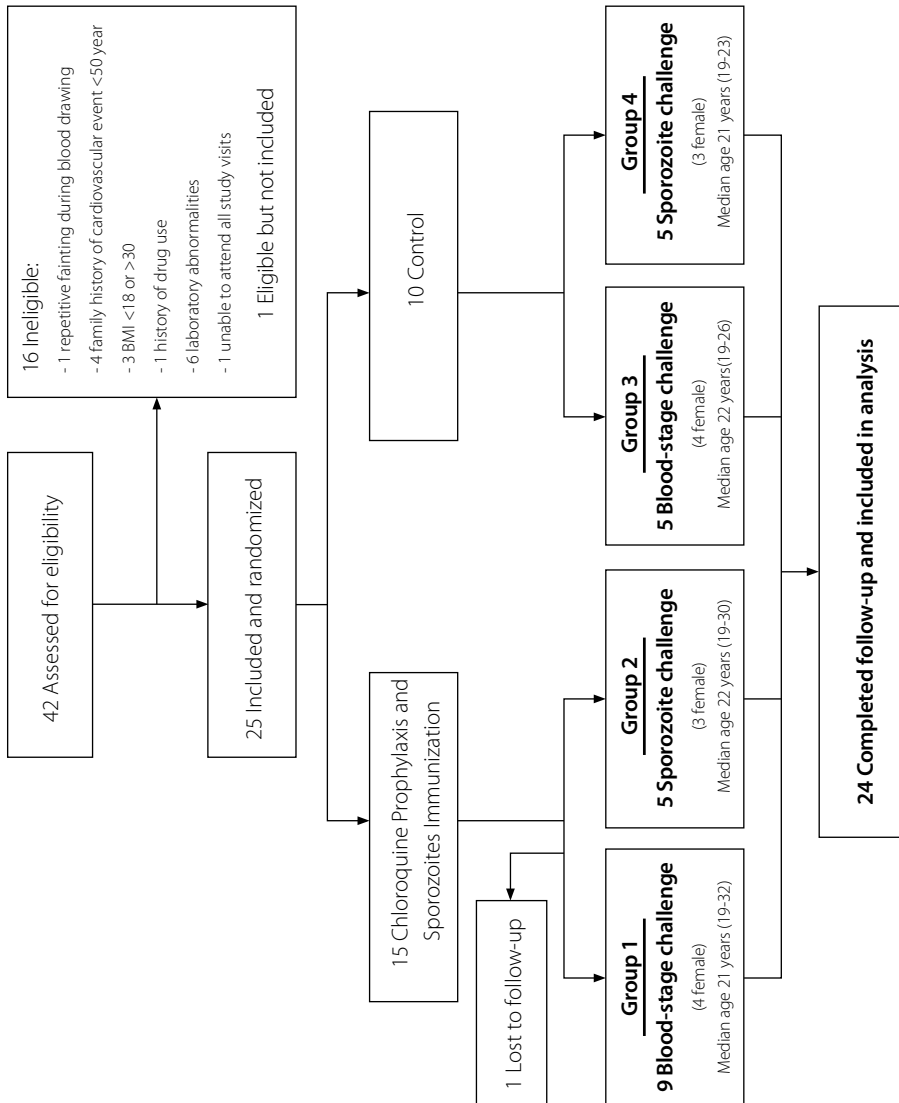 42 Assessed for eligibility
16 Ineligible:
- 1 repetitive fainting during blood drawing
- 4 family history of cardiovascular event <50 year
- 3 BMI <18 or >30
- 1 history of drug use
- 6 laboratory abnormalities
- 1 unable to attend all study visits
1 Eligible but not included
25 Included and randomized
15 Chloroquine Prophylaxis and
Sporozoites Immunization
10 Control
1 Lost to follow-up
Group 1
9 Blood-stage challenge
(4 female)
Median age 21 years (19-32)
Group 2
5 Sporozoite challenge
(3 female)
Median age 22 years (19-30)
Group 3
5 Blood-stage challenge
(4 female)
Median age 22 years(19-26)
Group 4
5 Sporozoite challenge
(3 female)
Median age 21 years (19-23)
24 Completed follow-up and included in analysis